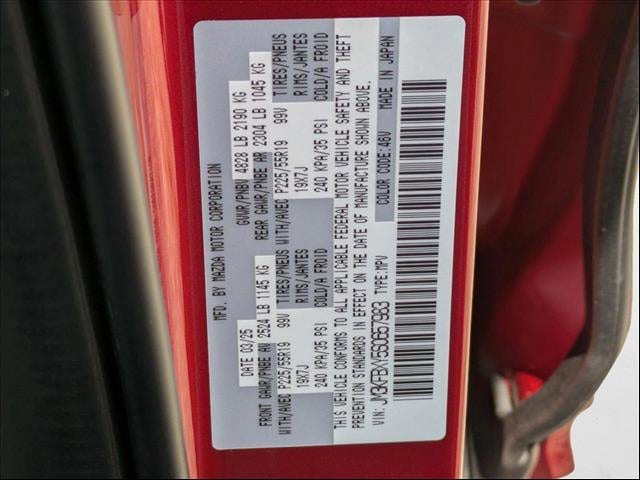 MFD. BY MAZDA MOTOR CORPORATION
DATE 03/25 GVWR/PNBV 4828 LB 2190 KG
FRONT GAWR/PNBE AV 2524 LB 1145 KG REAR GAWR/PNBE AR 2304 LB 1045 KG
WITH/AVEC P225/55R19 99V TIRES/PNEUS WITH/AVEC P225/55R19 99V TIRES/PNEUS
19X7J RIMS/JANTES 19X7J RIMS/JANTES
240 KPA/35 PSI COLD/A FROID 240 KPA/35 PSI COLD/A FROID
THIS VEHICLE CONFORMS TO ALL APPLICABLE FEDERAL MOTOR VEHICLE SAFETY AND THEFT
PREVENTION STANDARDS IN EFFECT ON THE DATE OF MANUFACTURE SHOWN ABOVE.
VIN: JM3KFBXY5S0657983 TYPE:MPV COLOR CODE:46V MADE IN JAPAN